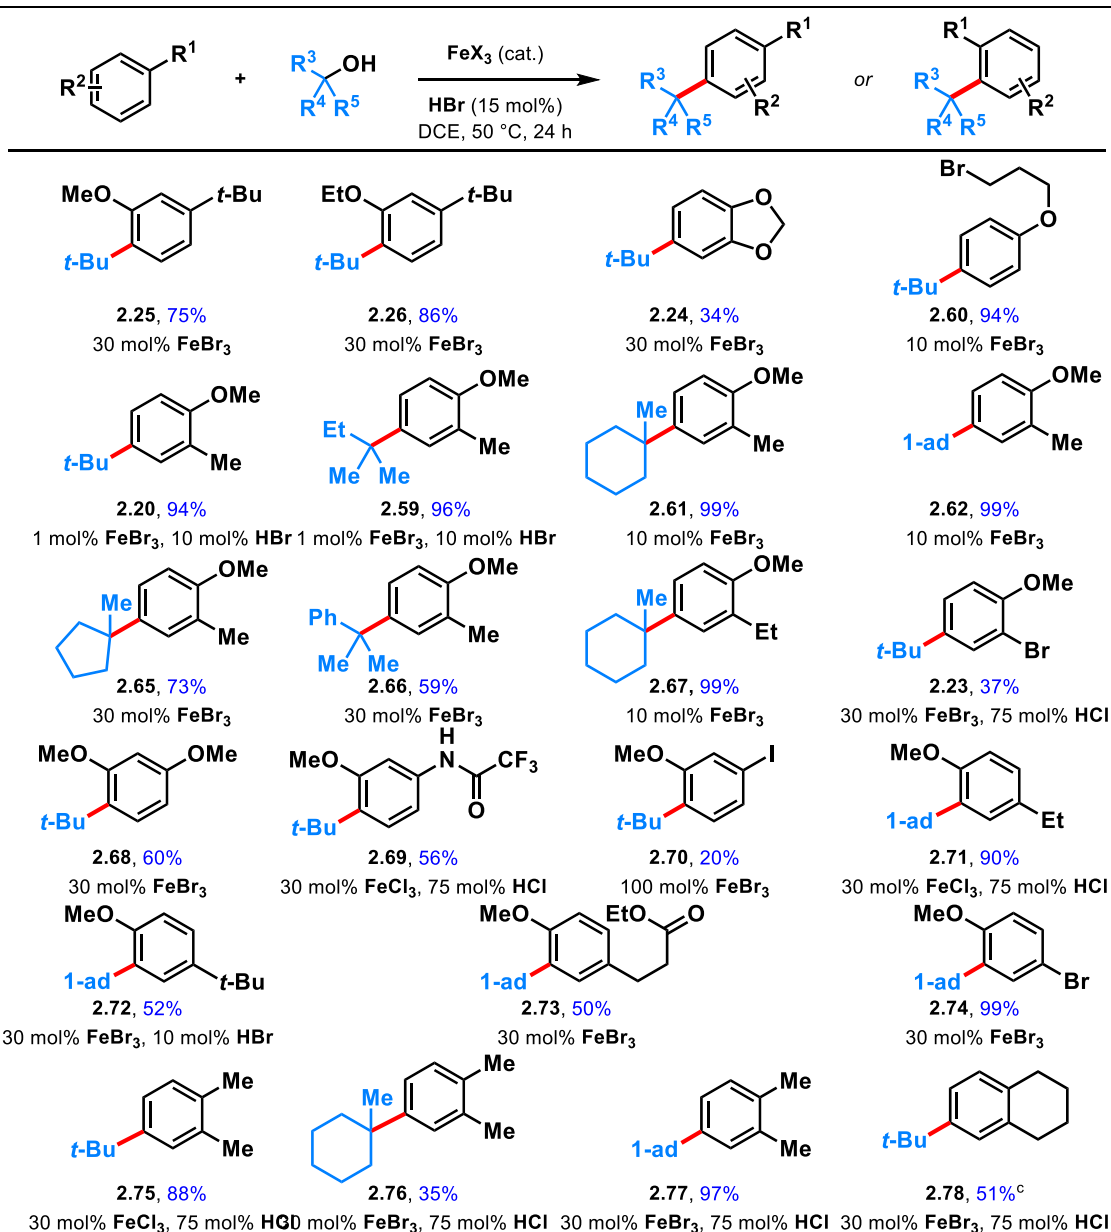 R¹ R² + R³ OH R⁴ R⁵ FeX₃ (cat.) R³ R⁴ R⁵ R¹ R² or R¹ R³ R⁴ R⁵ R²
HBr (15 mol%)
DCE, 50 °C, 24 h
MeO t-Bu t-Bu EtO t-Bu t-Bu t-Bu O O Br O t-Bu
2.25, 75% 2.26, 86% 2.24, 34% 2.60, 94%
30 mol% FeBr₃ 30 mol% FeBr₃ 30 mol% FeBr₃ 10 mol% FeBr₃
t-Bu OMe Me Et Me Me OMe Me Me OMe Me 1-ad OMe Me
2.20, 94% 2.59, 96% 2.61, 99% 2.62, 99%
1 mol% FeBr₃, 10 mol% HBr 1 mol% FeBr₃, 10 mol% HBr 10 mol% FeBr₃ 10 mol% FeBr₃
Me OMe Me Ph Me Me OMe Me Me OMe Et t-Bu OMe Br
2.65, 73% 2.66, 59% 2.67, 99% 2.23, 37%
30 mol% FeBr₃ 30 mol% FeBr₃ 10 mol% FeBr₃ 30 mol% FeBr₃, 75 mol% HCl
MeO OMe t-Bu MeO H N CF₃ O t-Bu MeO I t-Bu MeO 1-ad Et
2.68, 60% 2.69, 56% 2.70, 20% 2.71, 90%
30 mol% FeBr₃ 30 mol% FeCl₃, 75 mol% HCl 100 mol% FeBr₃ 30 mol% FeCl₃, 75 mol% HCl
MeO 1-ad t-Bu MeO 1-ad EtO O MeO 1-ad Br
2.72, 52% 2.73, 50% 2.74, 99%
30 mol% FeBr₃, 10 mol% HBr 30 mol% FeBr₃ 30 mol% FeBr₃
t-Bu Me Me Me Me Me 1-ad Me Me t-Bu
2.75, 88% 2.76, 35% 2.77, 97% 2.78, 51%ᶜ
30 mol% FeCl₃, 75 mol% HCl 30 mol% FeBr₃, 75 mol% HCl 30 mol% FeBr₃, 75 mol% HCl 30 mol% FeBr₃, 75 mol% HCl